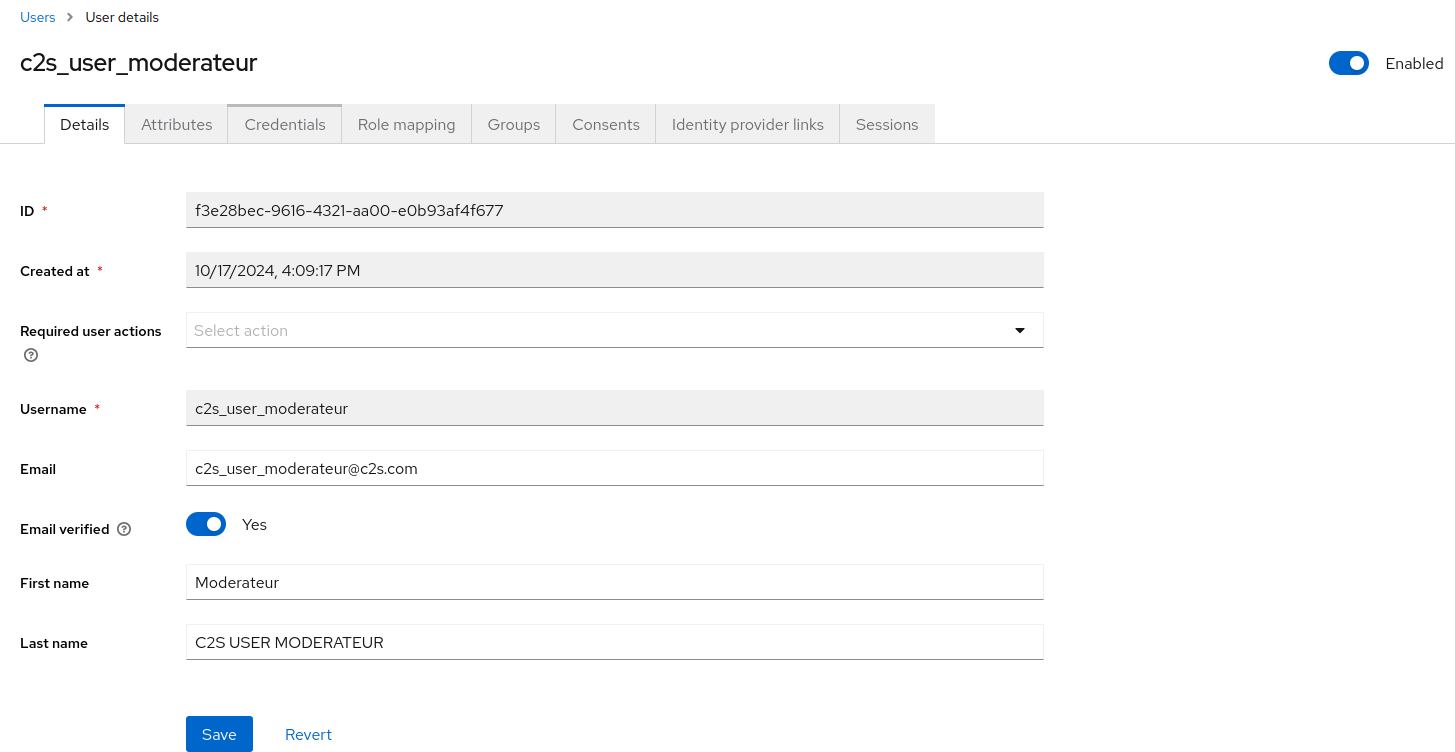 Users > User details
c2s_user_moderateur
Enabled
Details Attributes Credentials Role mapping Groups Consents Identity provider links Sessions
ID * f3e28bec-9616-4321-aa00-e0b93af4f677
Created at * 10/17/2024, 4:09:17 PM
Required user actions Select action
Username * c2s_user_moderateur
Email c2s_user_moderateur@c2s.com
Email verified Yes
First name Moderateur
Last name C2S USER MODERATEUR
Save Revert